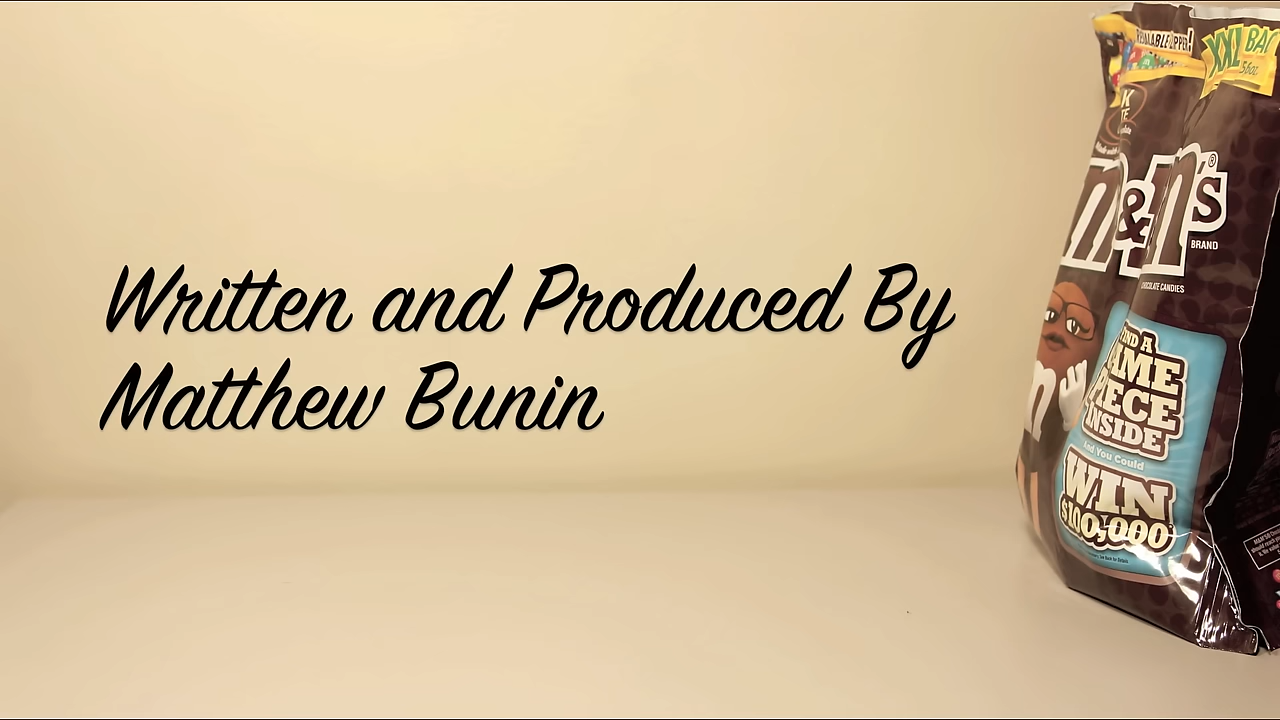 Written and Produced By
Matthew Bunin
XXL BAG
56oz.
m&m's®
BRAND
CHOCOLATE CANDIES
FIND A
GAME
PIECE
INSIDE
And You Could
WIN
$100,000*